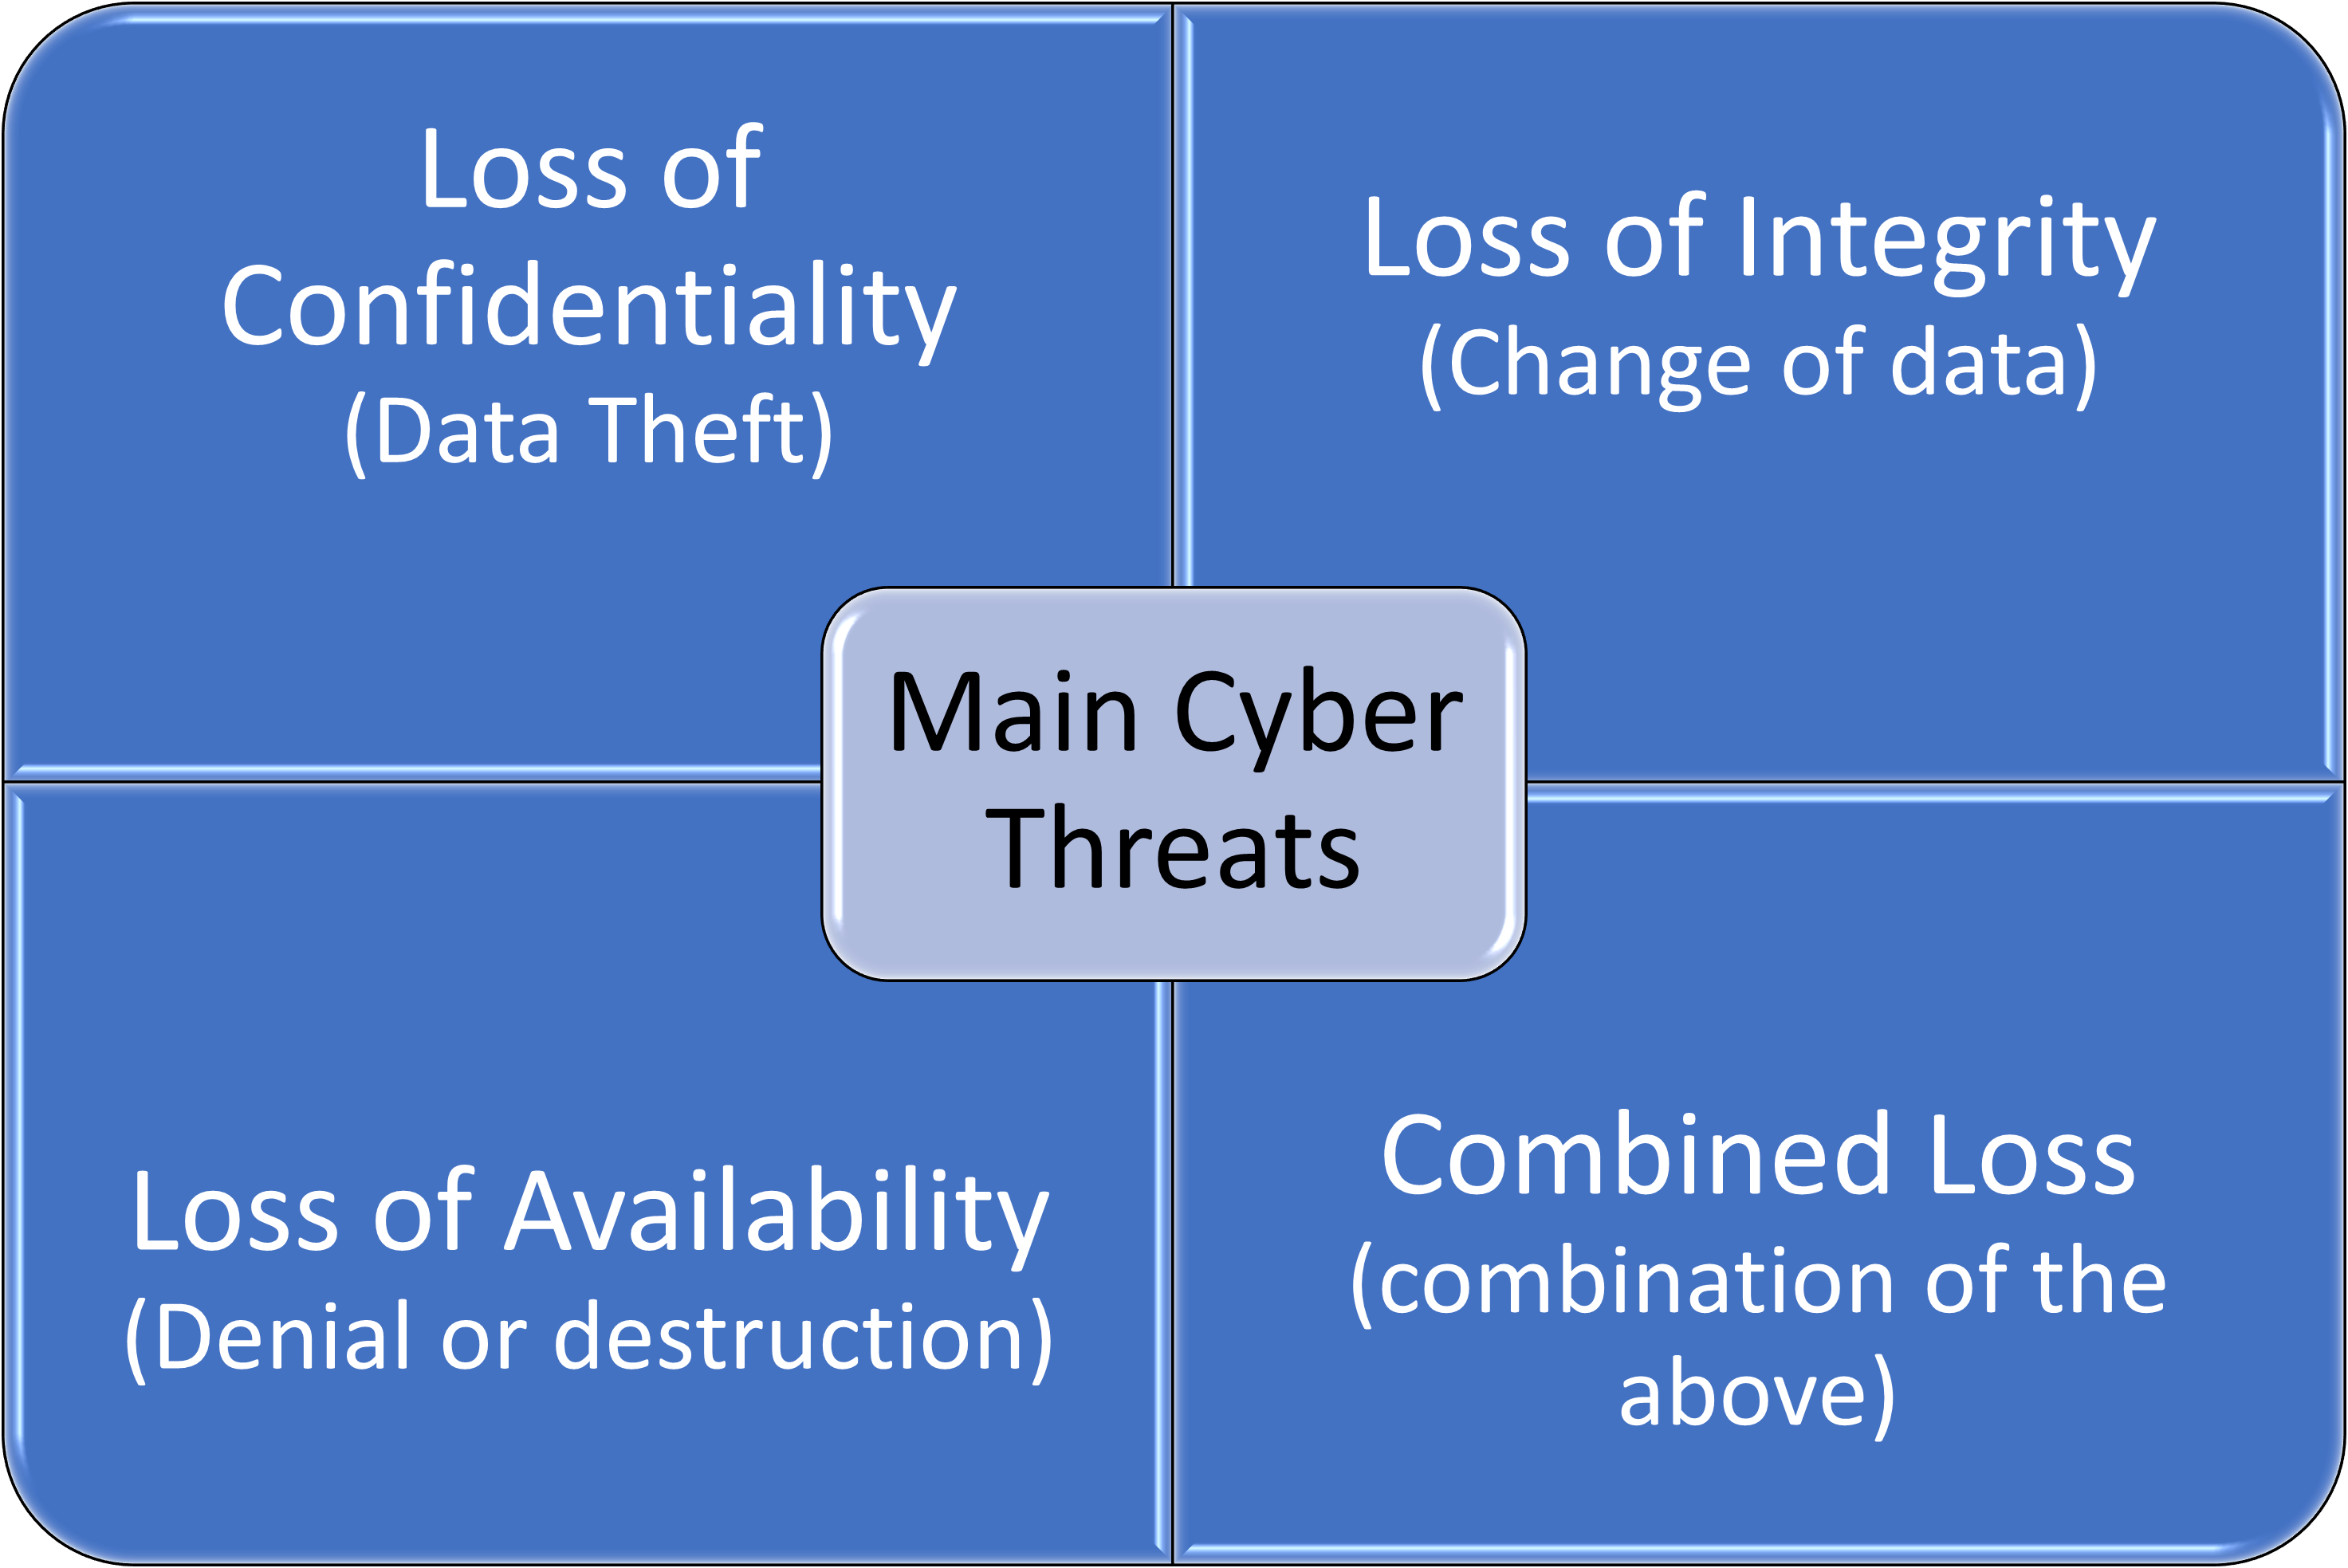 Loss of
Confidentiality
(Data Theft)
Loss of Integrity
(Change of data)
Main Cyber
Threats
Loss of Availability
(Denial or destruction)
Combined Loss
(combination of the
above)